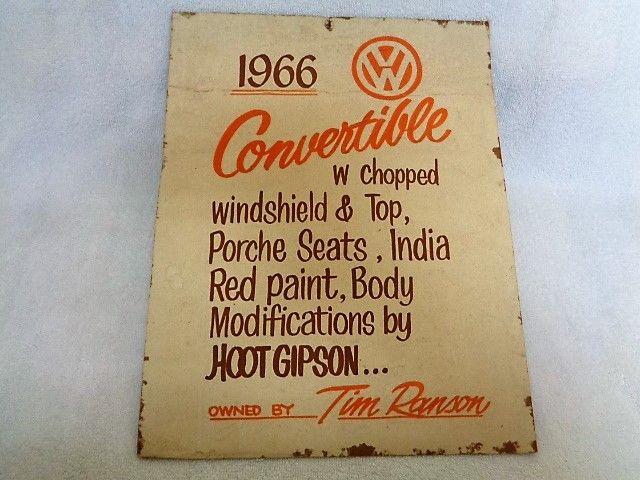 1966
Convertible
W Chopped
windshield & Top,
Porche Seats, India
Red paint, Body
Modifications by
HOOT GIPSON...
OWNED BY Tim Ranson